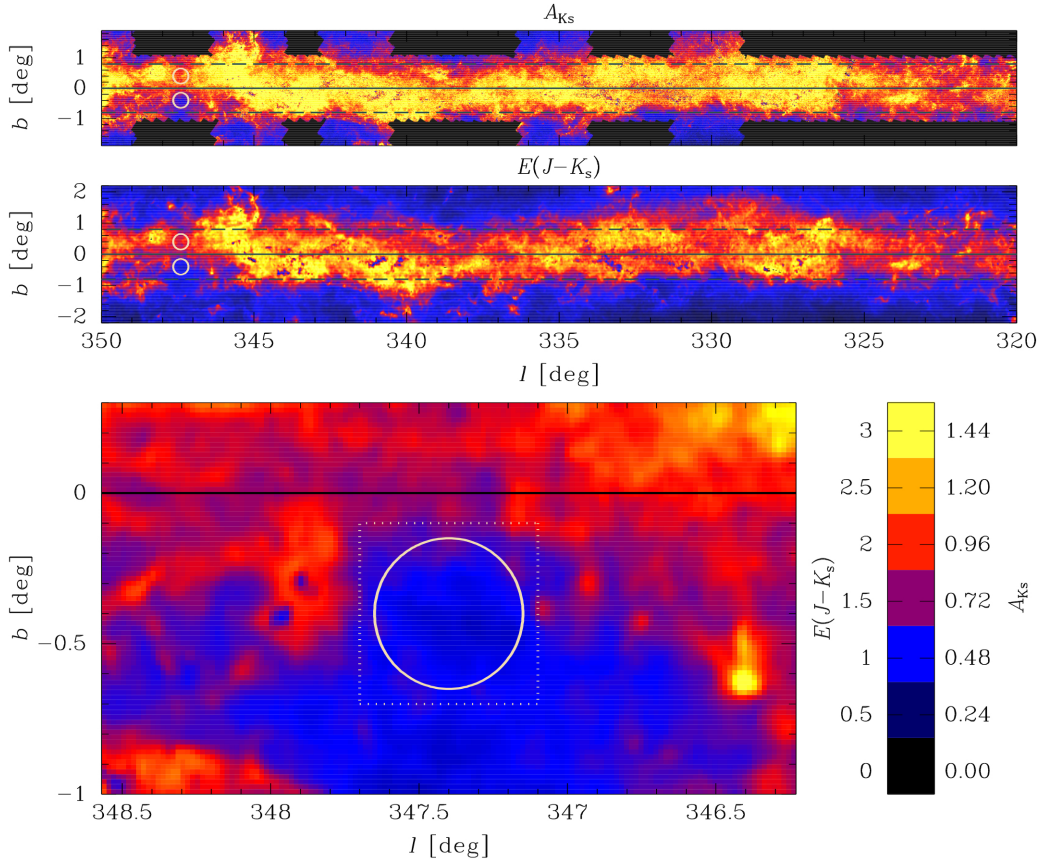 A_Ks
b [deg]
1
0
−1
E(J−K_s)
b [deg]
2
1
0
−1
−2
350 345 340 335 330 325 320
l [deg]
b [deg]
0
−0.5
−1
348.5 348 347.5 347 346.5
l [deg]
3 1.44
2.5 1.20
2 0.96
1.5 0.72
1 0.48
0.5 0.24
0 0.00
E(J−K_s)
A_Ks